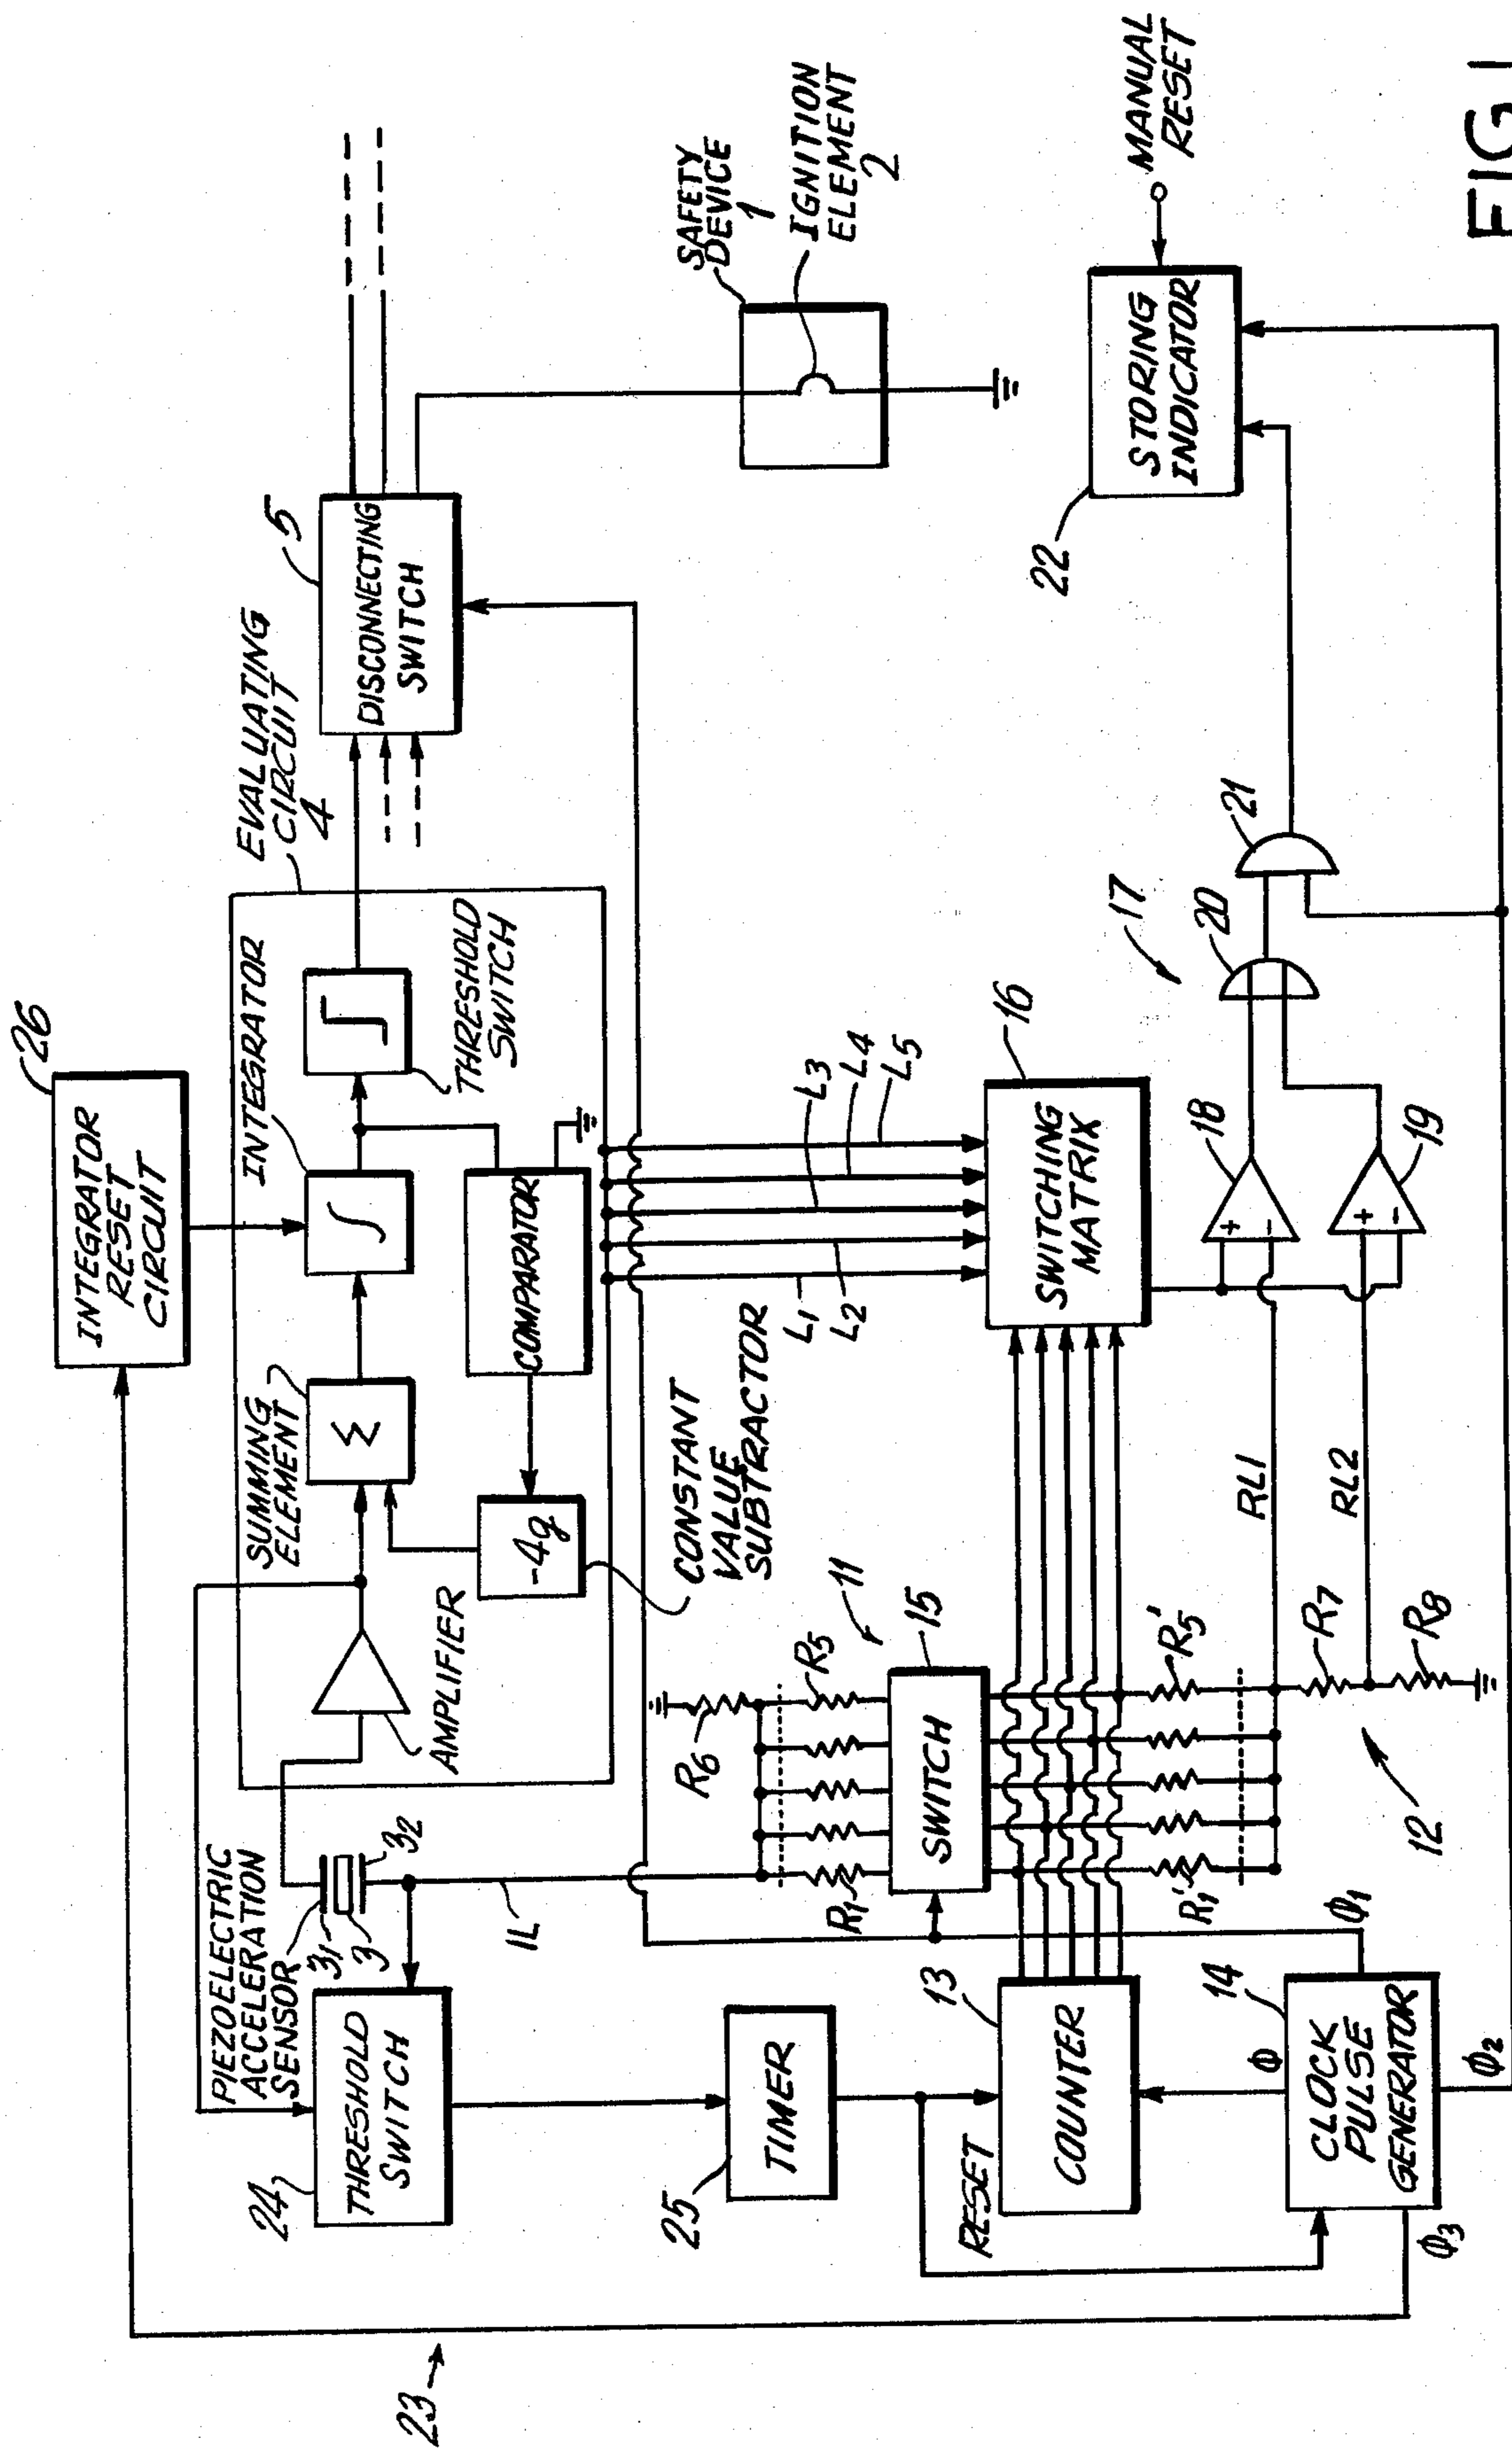 26
INTEGRATOR
RESET
CIRCUIT
EVALUATING
CIRCUIT
4
5
DISCONNECTING
SWITCH
SAFETY
DEVICE
1
IGNITION
ELEMENT
2
INTEGRATOR
∫
THRESHOLD
SWITCH
SUMMING
ELEMENT
Σ
COMPARATOR
-4g
CONSTANT
VALUE
SUBTRACTOR
AMPLIFIER
PIEZOELECTRIC
ACCELERATION
SENSOR
3₁
3
3₂
1L
24
THRESHOLD
SWITCH
23
25
TIMER
RESET
13
COUNTER
14
CLOCK
PULSE
GENERATOR
Φ
Φ₁
Φ₂
Φ₃
11
R₆
R₁
R₅
15
SWITCH
R₁'
R₅'
12
R₇
R₈
RL1
RL2
L₁
L₂
L₃
L₄
L₅
16
SWITCHING
MATRIX
17
18
+
-
19
+
-
20
21
22
STORING
INDICATOR
MANUAL
RESET
FIG. 1